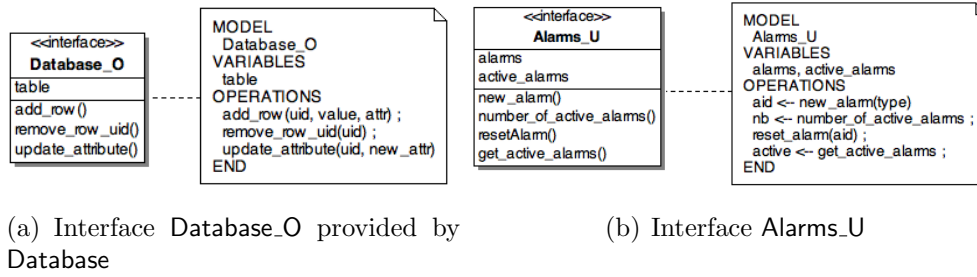 <<interface>>
Database_O
table
add_row()
remove_row_uid()
update_attribute()
MODEL
Database_O
VARIABLES
table
OPERATIONS
add_row(uid, value, attr) ;
remove_row_uid(uid) ;
update_attribute(uid, new_attr)
END
<<interface>>
Alarms_U
alarms
active_alarms
new_alarm()
number_of_active_alarms()
resetAlarm()
get_active_alarms()
MODEL
Alarms_U
VARIABLES
alarms, active_alarms
OPERATIONS
aid <-- new_alarm(type)
nb <-- number_of_active_alarms ;
reset_alarm(aid) ;
active <-- get_active_alarms ;
END
(a) Interface Database_O provided by
Database
(b) Interface Alarms_U